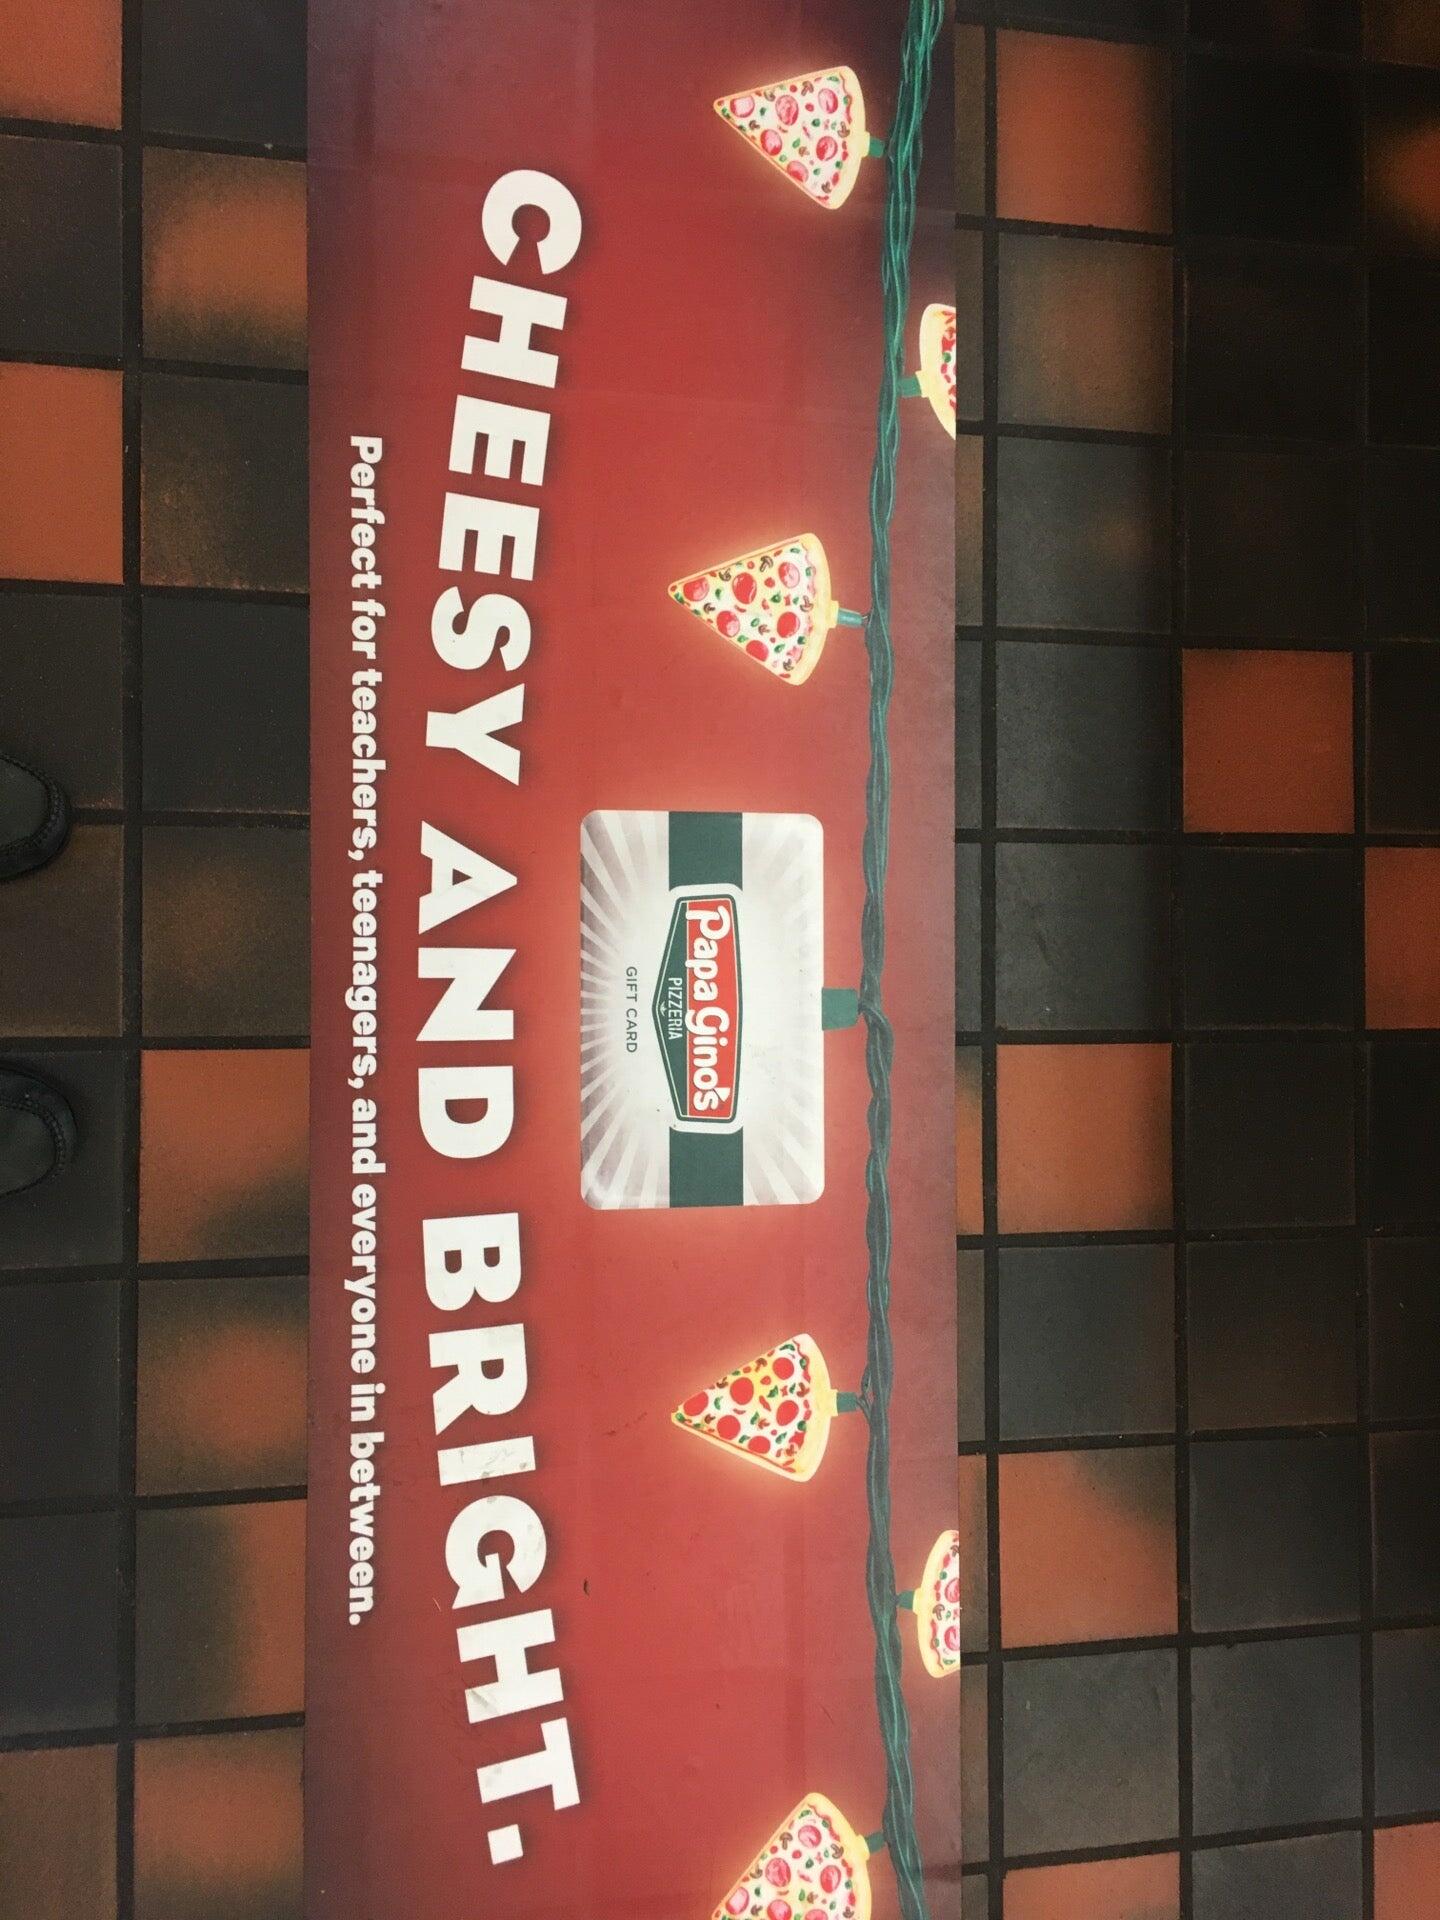 Papa Gino's
PIZZERIA
GIFT CARD
CHEESY AND BRIGHT.
Perfect for teachers, teenagers, and everyone in between.